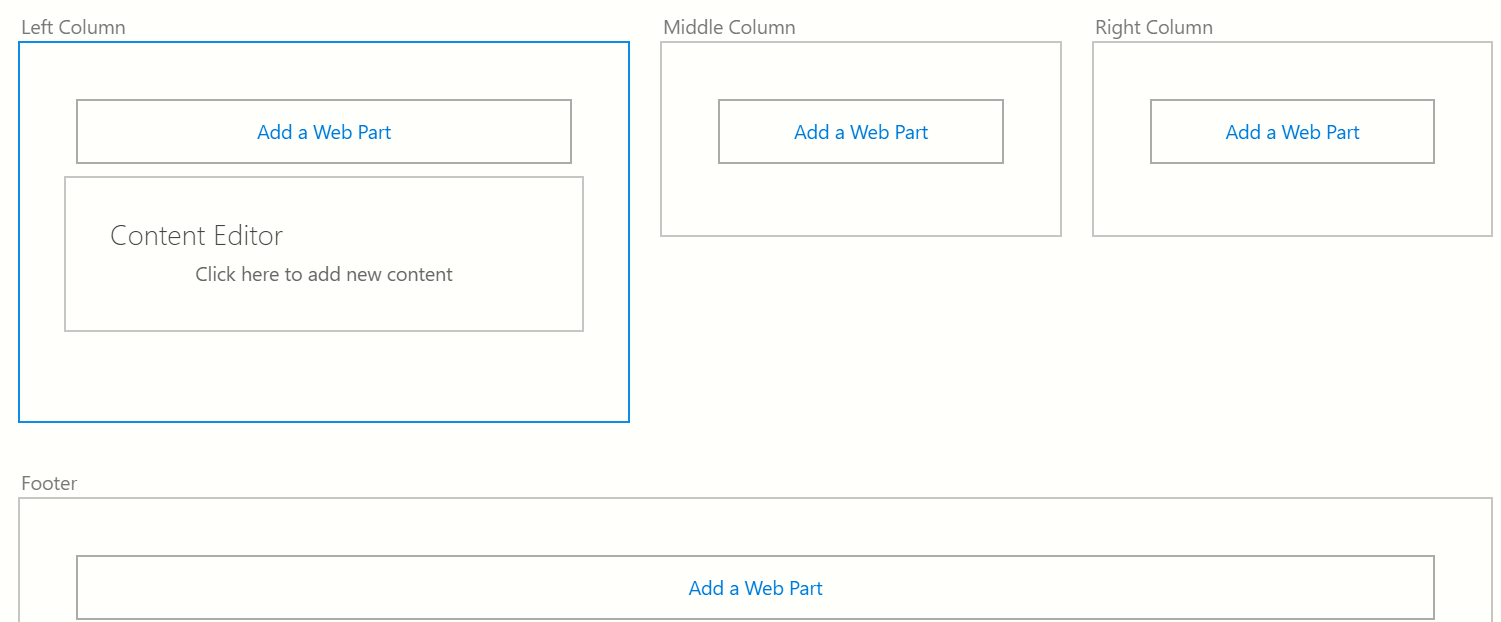 Left Column
Middle Column
Right Column
Add a Web Part
Add a Web Part
Add a Web Part
Content Editor
Click here to add new content
Footer
Add a Web Part